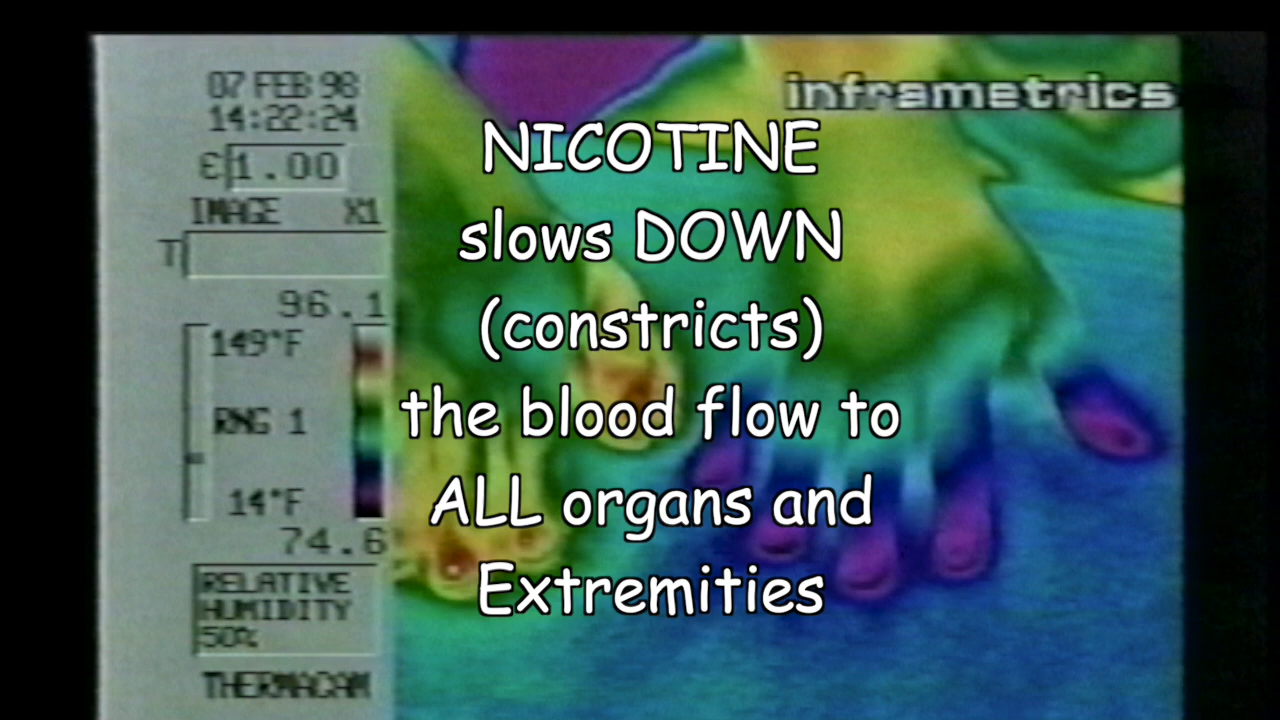 07 FEB 98
14:22:24
ε 1.00
IMAGE X1
T
96.1
149°F
RNG 1
14°F
74.6
RELATIVE
HUMIDITY
50%
THERMACAM
inframetrics
NICOTINE
slows DOWN
(constricts)
the blood flow to
ALL organs and
Extremities